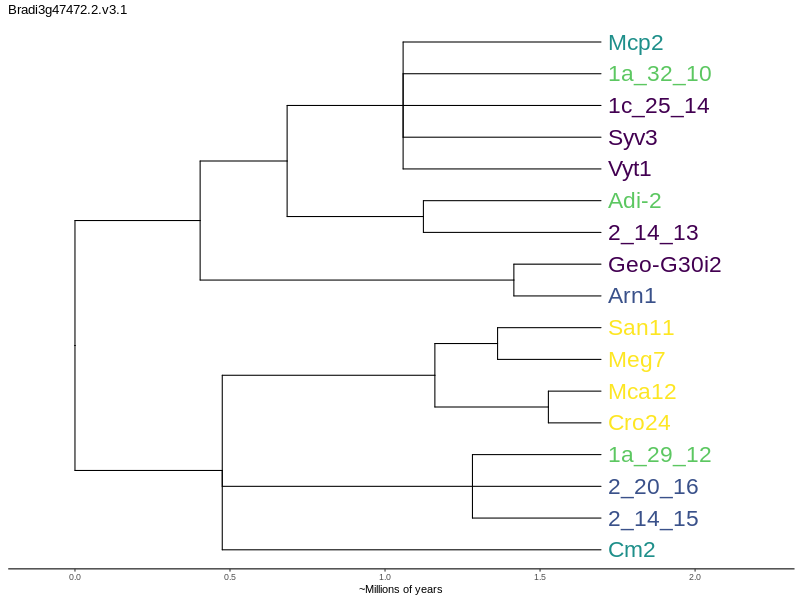 Bradi3g47472.2.v3.1
Mcp2
1a_32_10
1c_25_14
Syv3
Vyt1
Adi-2
2_14_13
Geo-G30i2
Arn1
San11
Meg7
Mca12
Cro24
1a_29_12
2_20_16
2_14_15
Cm2
0.0 0.5 1.0 1.5 2.0
~Millions of years